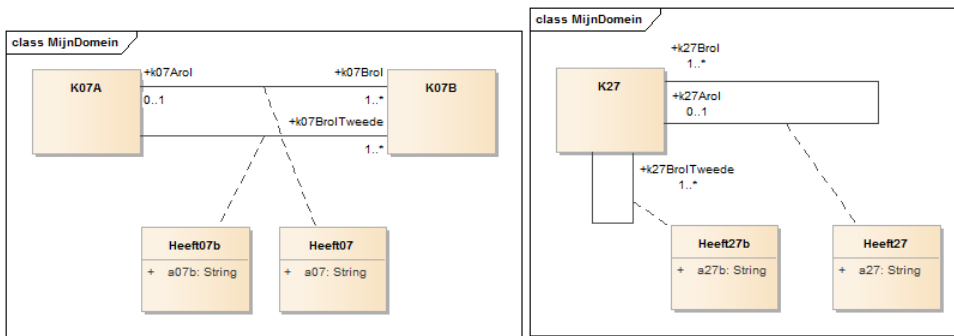 class MijnDomein
K07A
+k07Arol
0..1
+k07Brol
1..*
K07B
+k07BrolTweede
1..*
Heeft07b
+ a07b: String
Heeft07
+ a07: String
class MijnDomein
+k27Brol
1..*
K27
+k27Arol
0..1
+k27BrolTweede
1..*
Heeft27b
+ a27b: String
Heeft27
+ a27: String